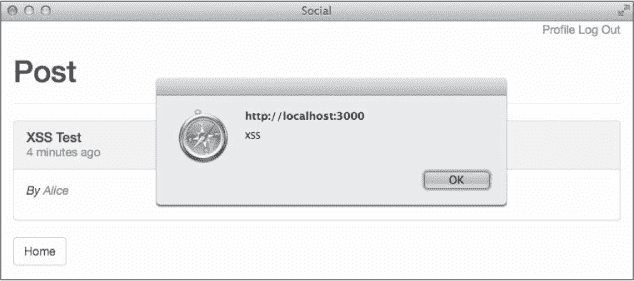 Social
Profile Log Out
Post
http://localhost:3000
xss
XSS Test
4 minutes ago
OK
By Alice
Home